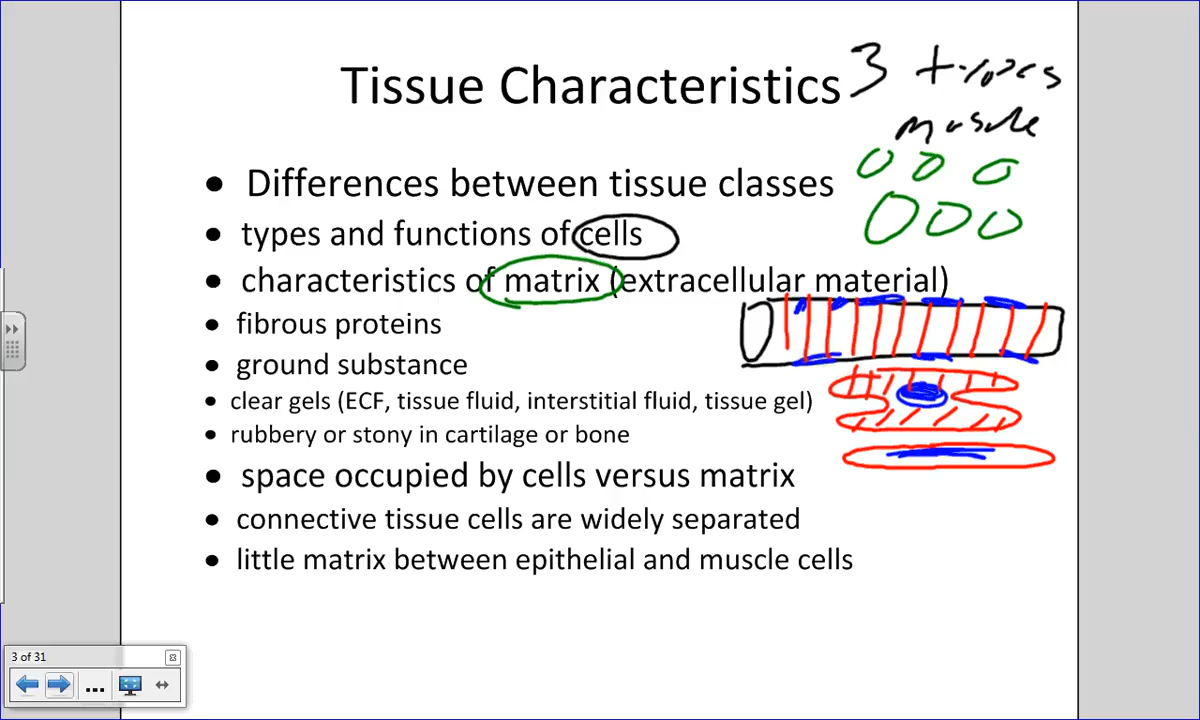 Tissue Characteristics
3 types
muscle
• Differences between tissue classes
• types and functions of cells
• characteristics of matrix (extracellular material)
• fibrous proteins
• ground substance
• clear gels (ECF, tissue fluid, interstitial fluid, tissue gel)
• rubbery or stony in cartilage or bone
• space occupied by cells versus matrix
• connective tissue cells are widely separated
• little matrix between epithelial and muscle cells
3 of 31
...